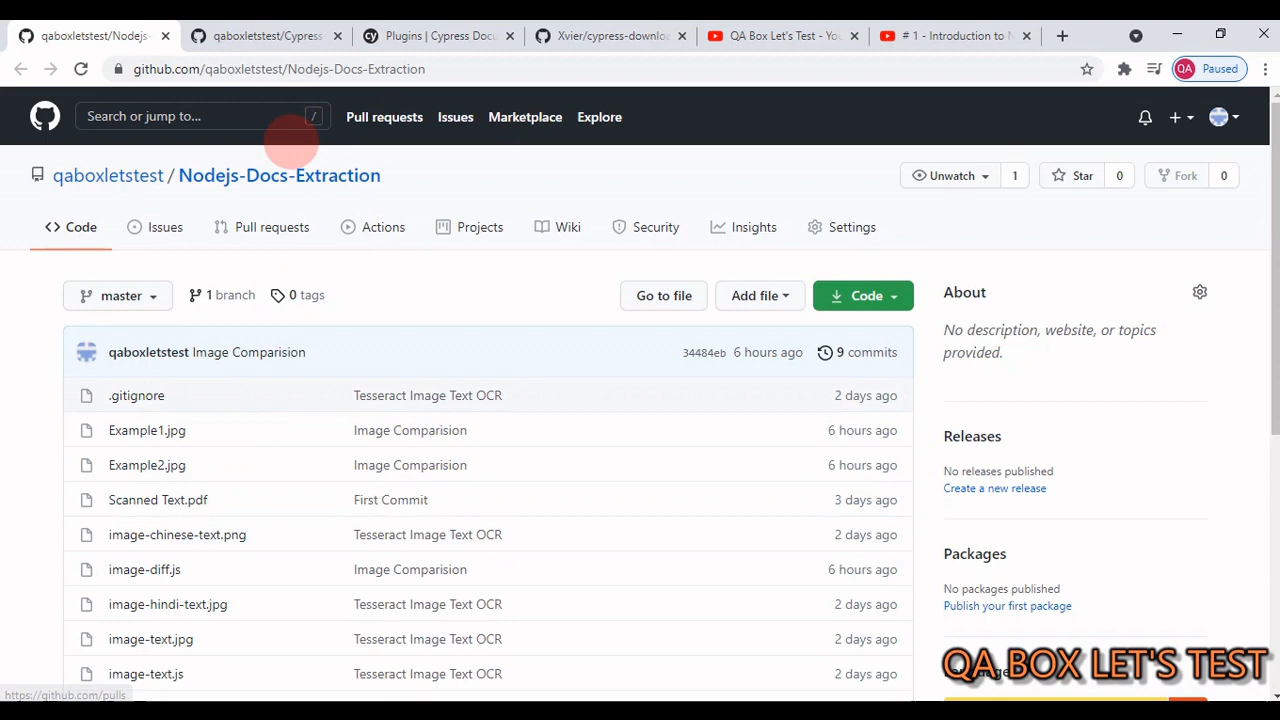 qaboxletstest/Nodejs-
qaboxletstest/Cypress
Plugins | Cypress Docu
Xvier/cypress-downloa
QA Box Let's Test - You
# 1 - Introduction to N
github.com/qaboxletstest/Nodejs-Docs-Extraction
QA Paused
Search or jump to... /
Pull requests
Issues
Marketplace
Explore
qaboxletstest / Nodejs-Docs-Extraction
Unwatch 1
Star 0
Fork 0
Code
Issues
Pull requests
Actions
Projects
Wiki
Security
Insights
Settings
master
1 branch
0 tags
Go to file
Add file
Code
qaboxletstest Image Comparision 34484eb 6 hours ago 9 commits
.gitignore Tesseract Image Text OCR 2 days ago
Example1.jpg Image Comparision 6 hours ago
Example2.jpg Image Comparision 6 hours ago
Scanned Text.pdf First Commit 3 days ago
image-chinese-text.png Tesseract Image Text OCR 2 days ago
image-diff.js Image Comparision 6 hours ago
image-hindi-text.jpg Tesseract Image Text OCR 2 days ago
image-text.jpg Tesseract Image Text OCR 2 days ago
image-text.js Tesseract Image Text OCR 2 days ago
About
No description, website, or topics
provided.
Releases
No releases published
Create a new release
Packages
No packages published
Publish your first package
QA BOX LET'S TEST
https://github.com/pulls